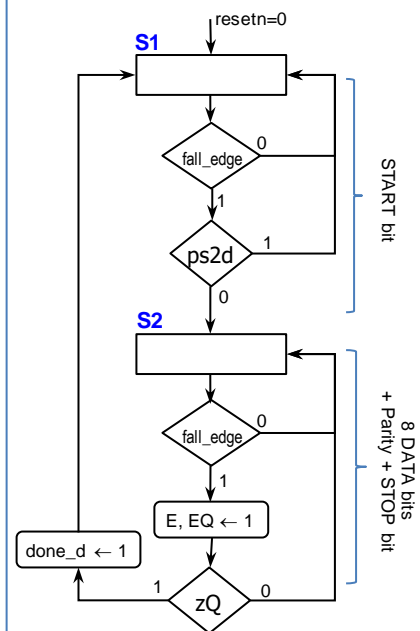 resetn=0
S1
fall_edge
0
1
ps2d
1
0
START bit
S2
fall_edge
0
1
E, EQ ← 1
done_d ← 1
zQ
1
0
8 DATA bits
+ Parity + STOP bit